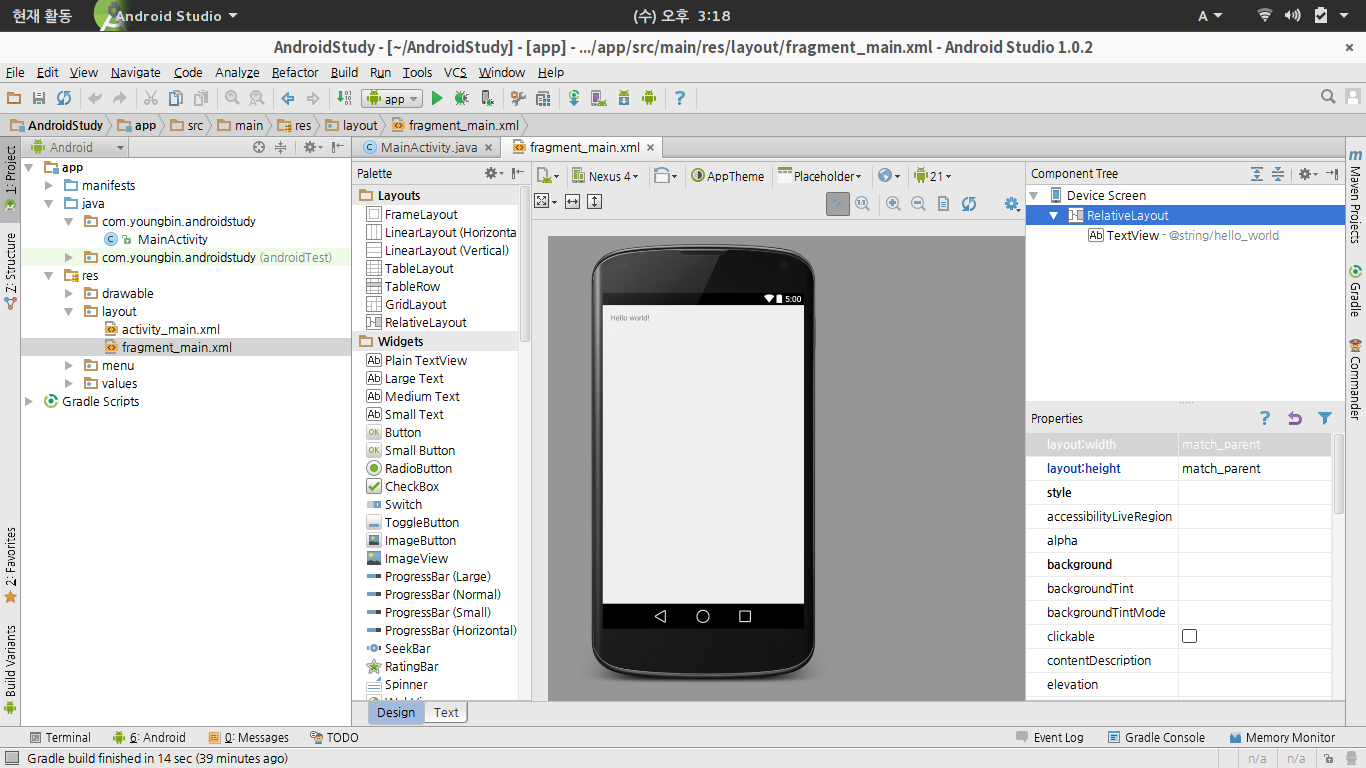 현재 활동 Android Studio (수) 오후 3:18 A
AndroidStudy - [~/AndroidStudy] - [app] - .../app/src/main/res/layout/fragment_main.xml - Android Studio 1.0.2
File Edit View Navigate Code Analyze Refactor Build Run Tools VCS Window Help
app
AndroidStudy app src main res layout fragment_main.xml
1: Project
Z: Structure
2: Favorites
Build Variants
Android
app
manifests
java
com.youngbin.androidstudy
MainActivity
com.youngbin.androidstudy (androidTest)
res
drawable
layout
activity_main.xml
fragment_main.xml
menu
values
Gradle Scripts
MainActivity.java fragment_main.xml
Palette
Layouts
FrameLayout
LinearLayout (Horizonta
LinearLayout (Vertical)
TableLayout
TableRow
GridLayout
RelativeLayout
Widgets
Plain TextView
Large Text
Medium Text
Small Text
Button
Small Button
RadioButton
CheckBox
Switch
ToggleButton
ImageButton
ImageView
ProgressBar (Large)
ProgressBar (Normal)
ProgressBar (Small)
ProgressBar (Horizontal)
SeekBar
RatingBar
Spinner
Nexus 4 AppTheme Placeholder 21
5:00
Hello world!
Design Text
Component Tree
Device Screen
RelativeLayout
TextView - @string/hello_world
Properties
layout:width match_parent
layout:height match_parent
style
accessibilityLiveRegion
alpha
background
backgroundTint
backgroundTintMode
clickable
contentDescription
elevation
Maven Projects
Gradle
Commander
Terminal 6: Android 0: Messages TODO Event Log Gradle Console Memory Monitor
Gradle build finished in 14 sec (39 minutes ago) n/a n/a